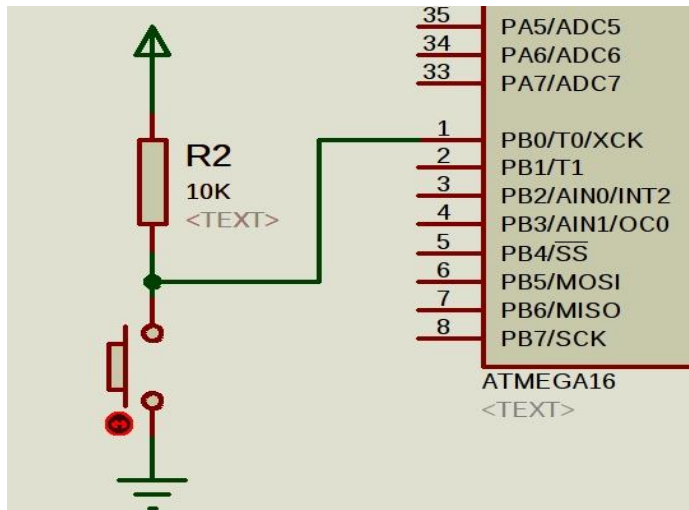 35
PA5/ADC5
34
PA6/ADC6
33
PA7/ADC7
1
PB0/T0/XCK
2
PB1/T1
3
PB2/AIN0/INT2
4
PB3/AIN1/OC0
5
PB4/SS
6
PB5/MOSI
7
PB6/MISO
8
PB7/SCK
ATMEGA16
<TEXT>
R2
10K
<TEXT>